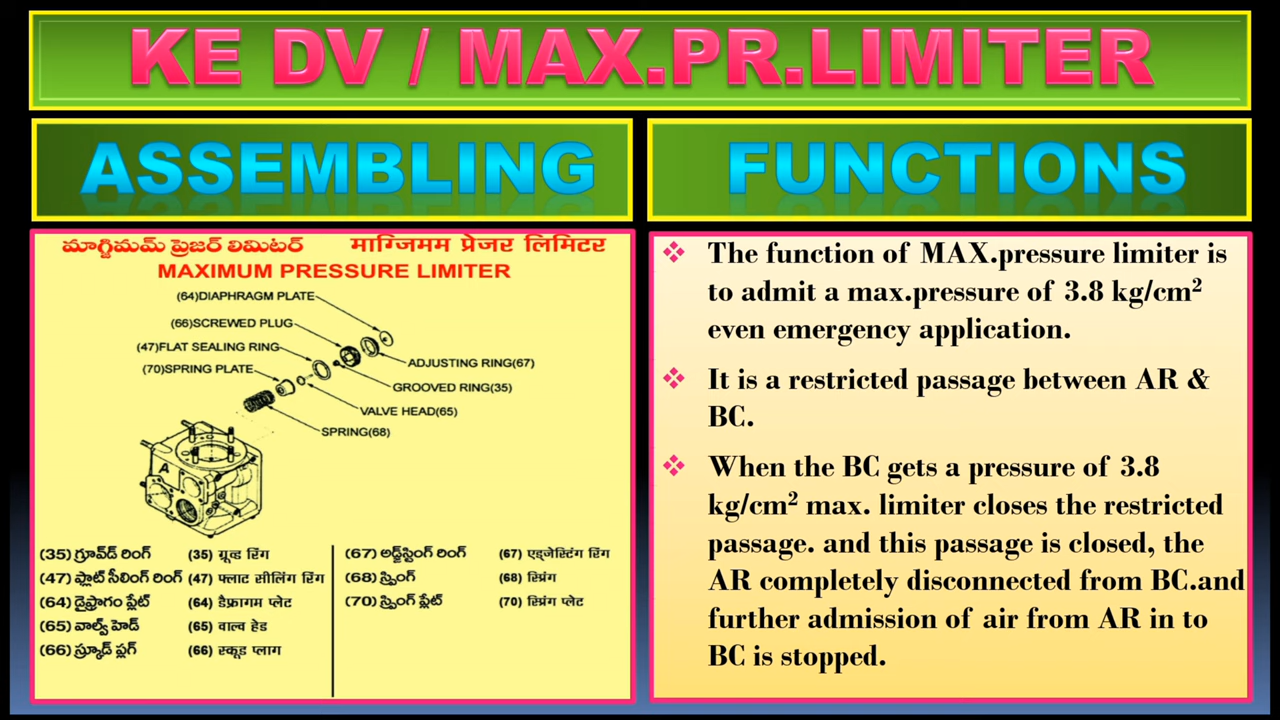 KE DV / MAX.PR.LIMITER
ASSEMBLING
మాగ్జిమమ్ ప్రెజర్ లిమిటర్ माग्जिमम प्रेजर लिमिटर
MAXIMUM PRESSURE LIMITER
(64)DIAPHRAGM PLATE
(66)SCREWED PLUG
(47)FLAT SEALING RING
(70)SPRING PLATE
ADJUSTING RING(67)
GROOVED RING(35)
VALVE HEAD(65)
SPRING(68)
A
(35) గ్రూవ్‌డ్ రింగ్ (35) ग्रूव्ड रिंग
(47) ఫ్లాట్ సీలింగ్ రింగ్ (47) फ्लाट सीलिंग रिंग
(64) డైఫ్రాగం ప్లేట్ (64) डैफ्रागम प्लेट
(65) వాల్వ్ హెడ్ (65) वाल्व हेड
(66) స్క్రూడ్ ప్లగ్ (66) स्क्रूड प्लाग
(67) అడ్జస్టింగ్ రింగ్ (67) एड्जेस्टिंग रिंग
(68) స్ప్రింగ్ (68) स्प्रिंग
(70) స్ప్రింగ్ ప్లేట్ (70) स्प्रिंग प्लेट
FUNCTIONS
❖ The function of MAX.pressure limiter is
to admit a max.pressure of 3.8 kg/cm²
even emergency application.
❖ It is a restricted passage between AR &
BC.
❖ When the BC gets a pressure of 3.8
kg/cm² max. limiter closes the restricted
passage. and this passage is closed, the
AR completely disconnected from BC.and
further admission of air from AR in to
BC is stopped.